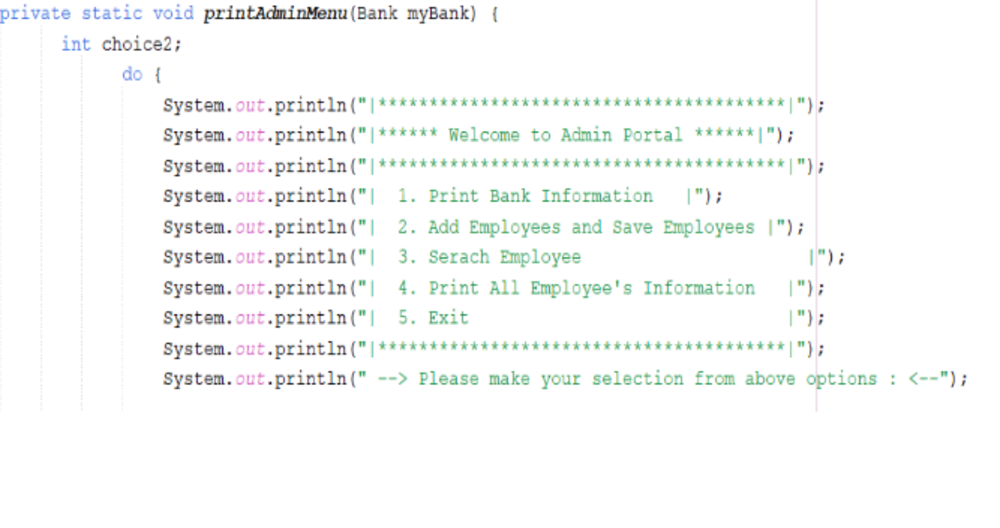 private static void printAdminMenu(Bank myBank) {
int choice2;
do {
System.out.println("|****************************************|");
System.out.println("|****** Welcome to Admin Portal ******|");
System.out.println("|****************************************|");
System.out.println("|  1. Print Bank Information   |");
System.out.println("|  2. Add Employees and Save Employees |");
System.out.println("|  3. Serach Employee                      |");
System.out.println("|  4. Print All Employee's Information   |");
System.out.println("|  5. Exit                               |");
System.out.println("|****************************************|");
System.out.println(" --> Please make your selection from above options : <--");